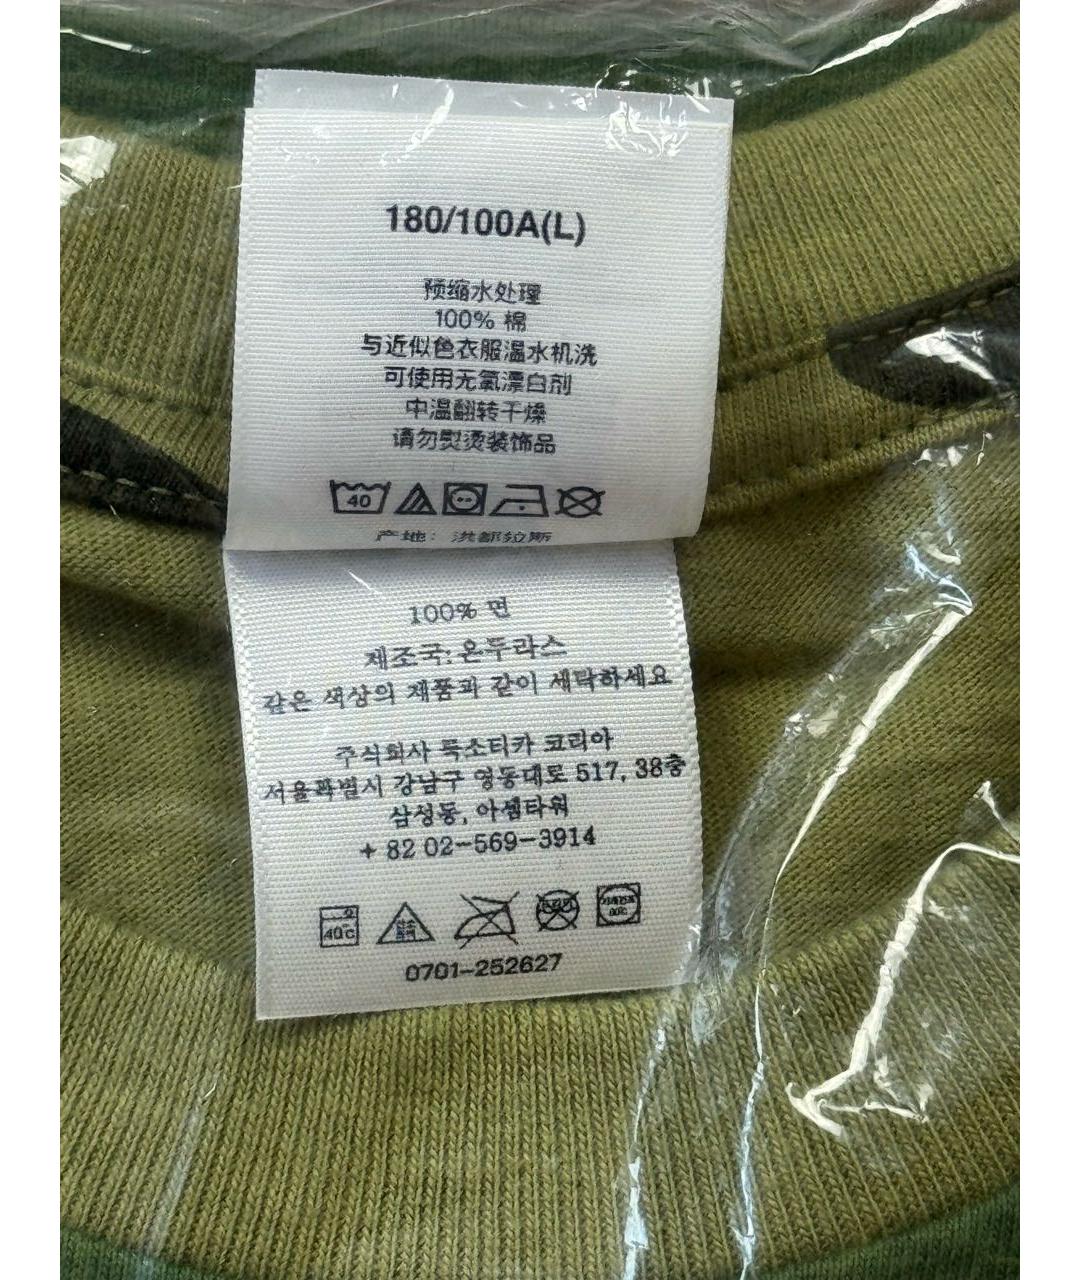 180/100A(L)
预缩水处理
100% 棉
与近似色衣服温水机洗
可使用无氯漂白剂
中温翻转干燥
请勿熨烫装饰品
40
产地：洪都拉斯
100% 면
제조국: 온두라스
같은 색상의 제품과 같이 세탁하세요
주식회사 룩소티카 코리아
서울특별시 강남구 영동대로 517, 38층
삼성동, 아셈타워
+ 82 02-569-3914
40℃
0701-252627